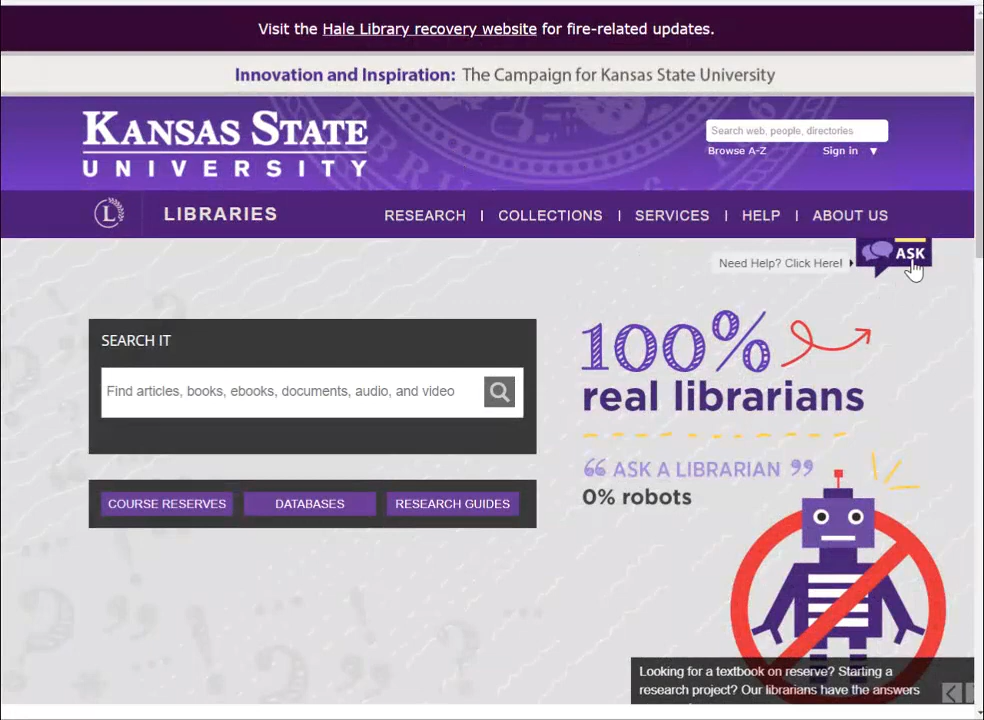 Visit the Hale Library recovery website for fire-related updates.
Innovation and Inspiration: The Campaign for Kansas State University
KANSAS STATE
UNIVERSITY
Search web, people, directories
Browse A-Z Sign in ▼
L LIBRARIES RESEARCH | COLLECTIONS | SERVICES | HELP | ABOUT US
Need Help? Click Here! ASK
SEARCH IT
Find articles, books, ebooks, documents, audio, and video
COURSE RESERVES DATABASES RESEARCH GUIDES
100%
real librarians
“ ASK A LIBRARIAN ”
0% robots
Looking for a textbook on reserve? Starting a
research project? Our librarians have the answers